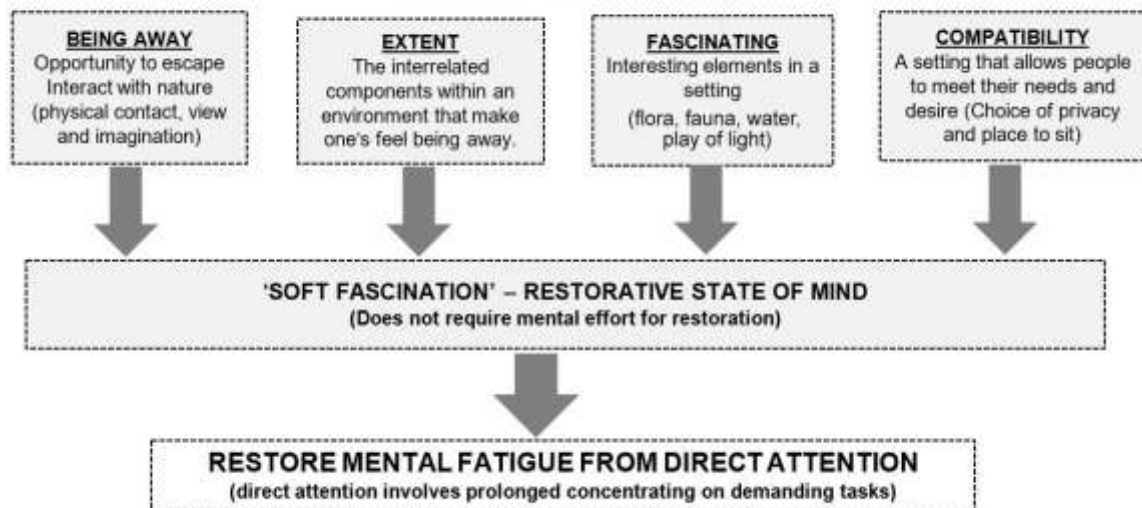 BEING AWAY
Opportunity to escape
Interact with nature
(physical contact, view
and imagination)
EXTENT
The interrelated
components within an
environment that make
one's feel being away.
FASCINATING
Interesting elements in a
setting
(flora, fauna, water,
play of light)
COMPATIBILITY
A setting that allows people
to meet their needs and
desire (Choice of privacy
and place to sit)
'SOFT FASCINATION' – RESTORATIVE STATE OF MIND
(Does not require mental effort for restoration)
RESTORE MENTAL FATIGUE FROM DIRECT ATTENTION
(direct attention involves prolonged concentrating on demanding tasks)